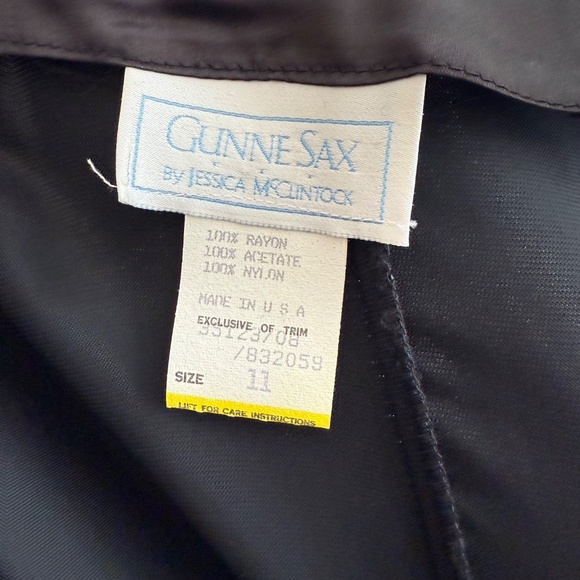 GUNNE SAX
BY JESSICA MCCLINTOCK
100% RAYON
100% ACETATE
100% NYLON
MADE IN U S A
EXCLUSIVE OF TRIM
/832059
SIZE 11
LIFT FOR CARE INSTRUCTIONS